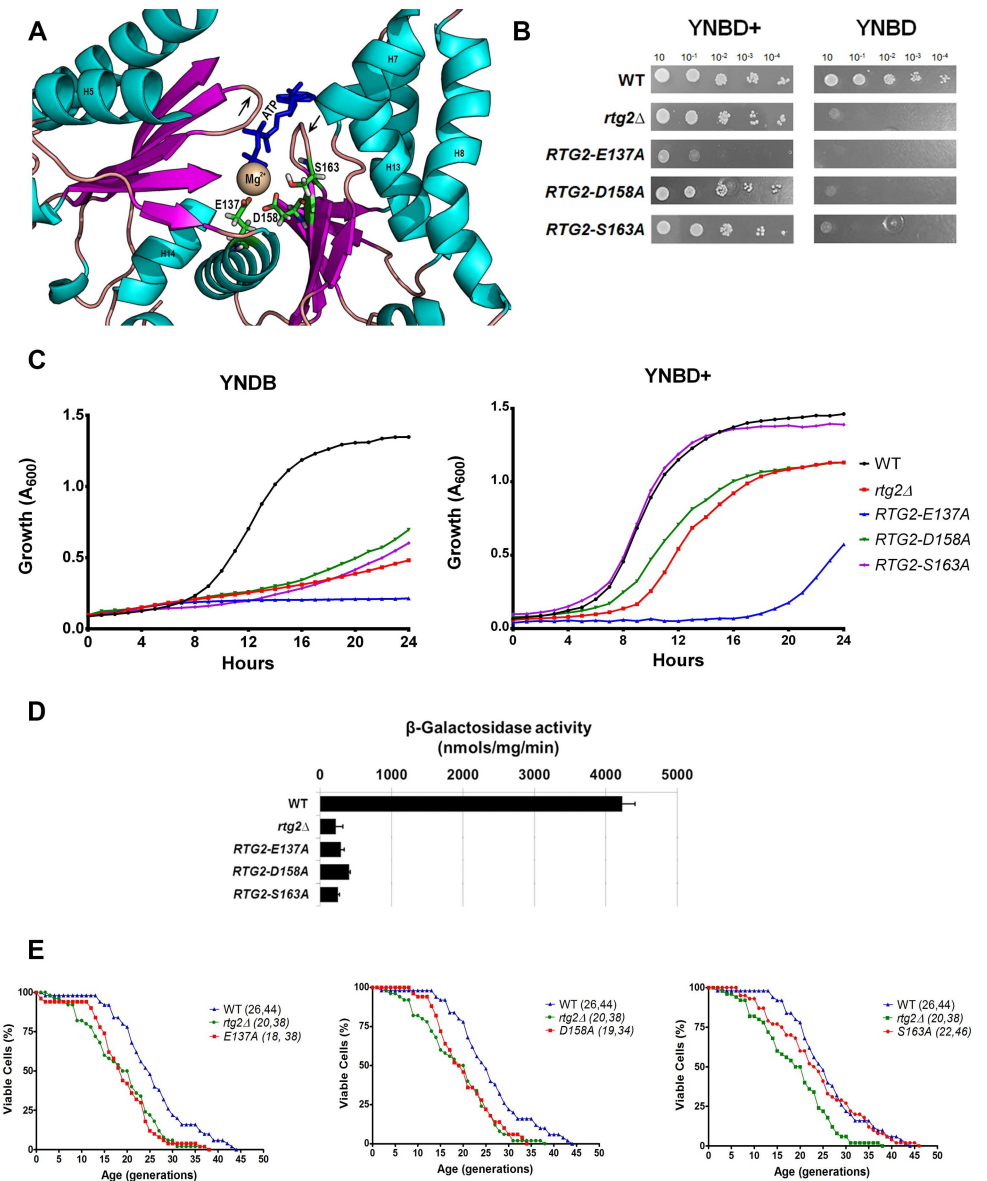 A
H5
H7
ATP
H8
S163
Mg2+
H13
E137
D158
H14
B
YNBD+ YNBD
10 10-1 10-2 10-3 10-4 10 10-1 10-2 10-3 10-4
WT
rtg2Δ
RTG2-E137A
RTG2-D158A
RTG2-S163A
C
YNDB
1.5
1.0
0.5
0.0
0 4 8 12 16 20 24
Growth (A600)
Hours
YNBD+
1.5
1.0
0.5
0.0
0 4 8 12 16 20 24
Growth (A600)
Hours
WT
rtg2Δ
RTG2-E137A
RTG2-D158A
RTG2-S163A
D
β-Galactosidase activity
(nmols/mg/min)
0 1000 2000 3000 4000 5000
WT
rtg2Δ
RTG2-E137A
RTG2-D158A
RTG2-S163A
E
100
75
50
25
0
0 5 10 15 20 25 30 35 40 45 50
Viable Cells (%)
Age (generations)
WT (26,44)
rtg2Δ (20,38)
E137A (18, 38)
100
75
50
25
0
0 5 10 15 20 25 30 35 40 45 50
Viable Cells (%)
Age (generations)
WT (26,44)
rtg2Δ (20,38)
D158A (19,34)
100
75
50
25
0
0 5 10 15 20 25 30 35 40 45 50
Viable Cells (%)
Age (generations)
WT (26,44)
rtg2Δ (20,38)
S163A (22,46)